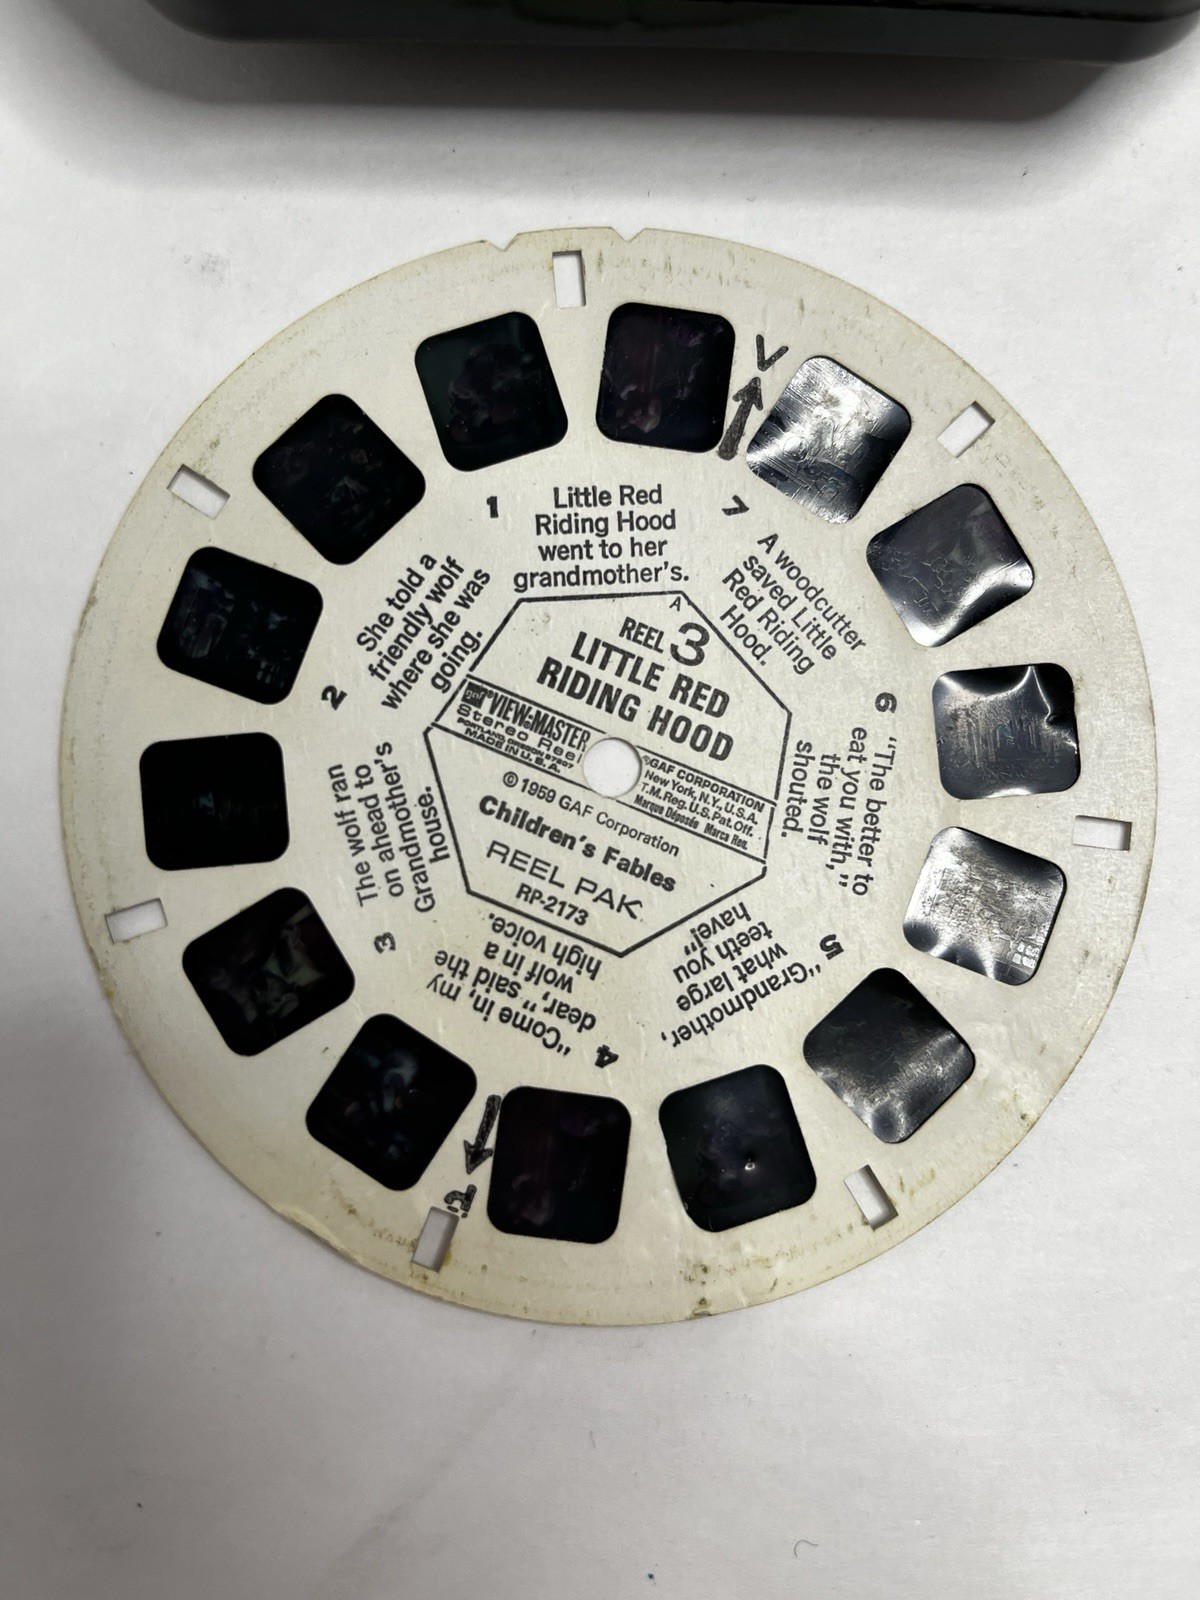 1
Little Red
Riding Hood
went to her
grandmother's.
2
She told a
friendly wolf
where she was
going.
3
The wolf ran
on ahead to
Grandmother's
house.
4
"Come in, my
dear," said the
wolf in a
high voice.
5
"Grandmother,
what large
teeth you
have!"
6
"The better to
eat you with,"
the wolf
shouted.
7
A woodcutter
saved Little
Red Riding
Hood.
A
REEL 3
LITTLE RED
RIDING HOOD
gaf ® VIEW-MASTER
Stereo Reel
PORTLAND, OREGON 97207
MADE IN U.S.A.
© GAF CORPORATION
New York, N.Y., U.S.A.
T.M. Reg. U.S. Pat. Off.
Marque Déposée Marca Reg.
© 1959 GAF Corporation
Children's Fables
REEL PAK
RP-2173